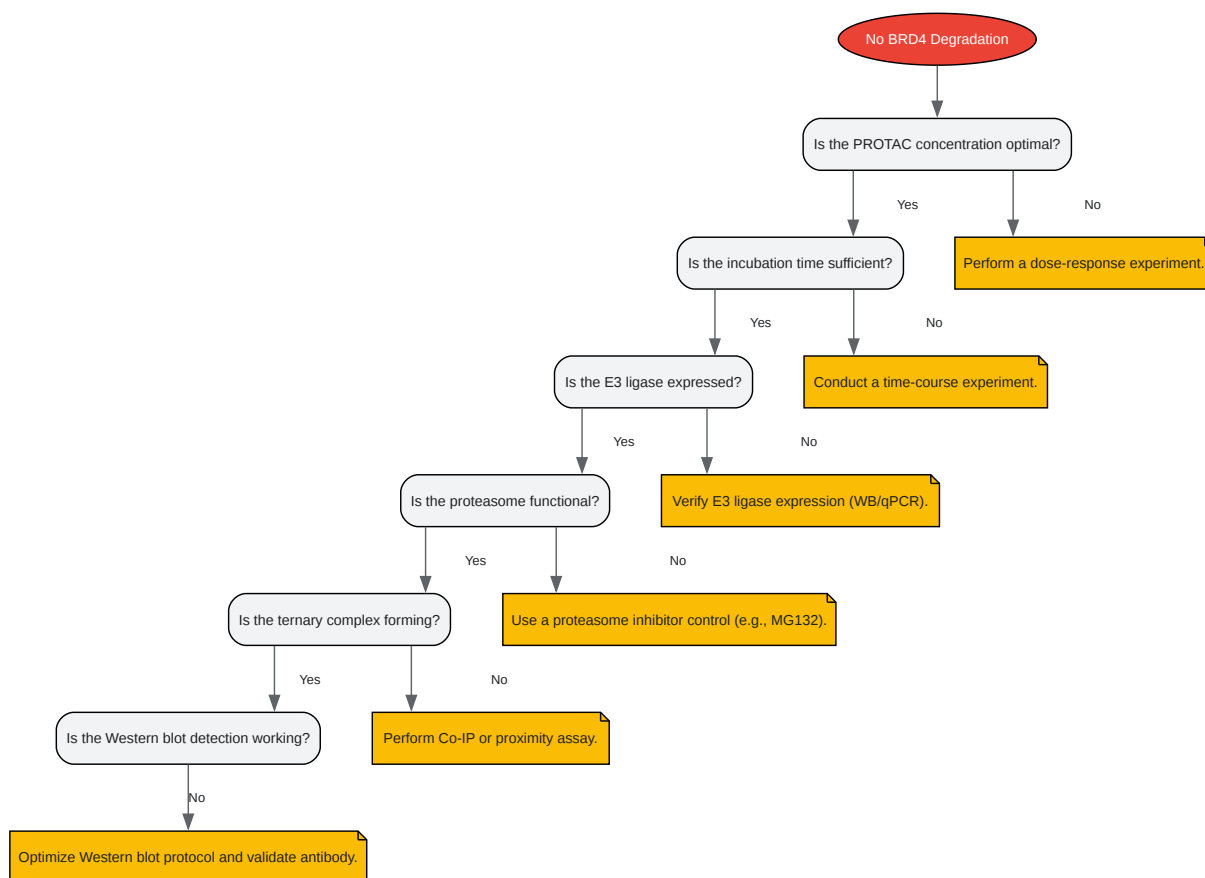 No BRD4 Degradation
Is the PROTAC concentration optimal?
Yes
No
Is the incubation time sufficient?
Perform a dose-response experiment.
Yes
No
Is the E3 ligase expressed?
Conduct a time-course experiment.
Yes
No
Is the proteasome functional?
Verify E3 ligase expression (WB/qPCR).
Yes
No
Is the ternary complex forming?
Use a proteasome inhibitor control (e.g., MG132).
Yes
No
Is the Western blot detection working?
Perform Co-IP or proximity assay.
No
Optimize Western blot protocol and validate antibody.